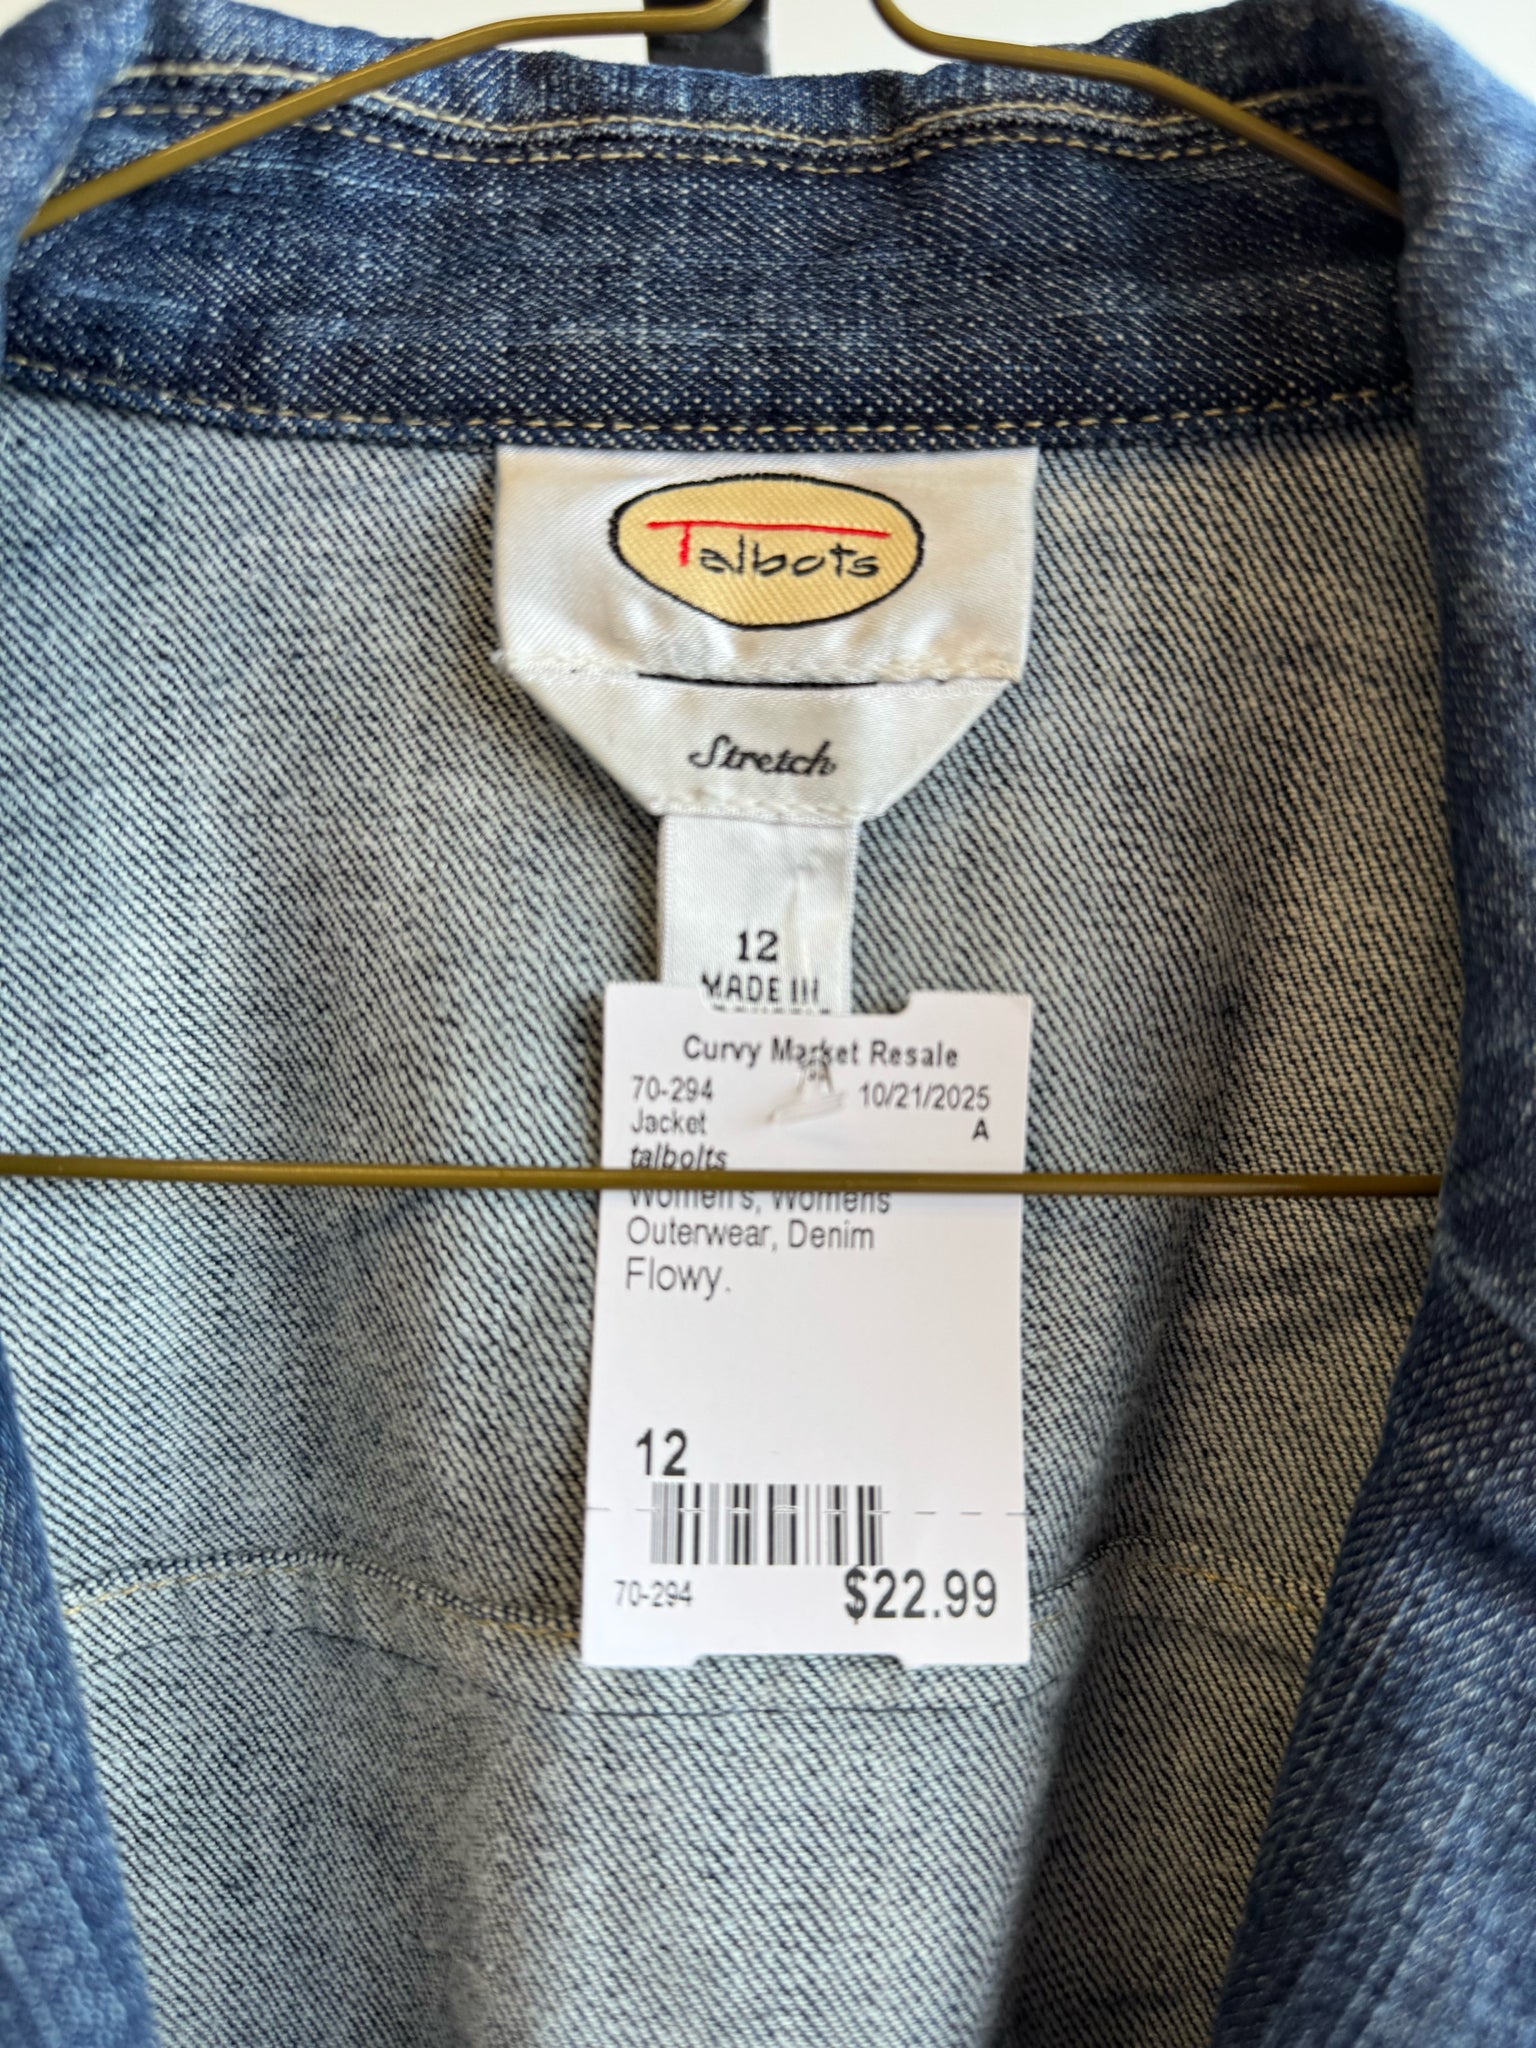 Talbots
Stretch
12
MADE IN
Curvy Market Resale
70-294 10/21/2025
Jacket A
talbolts
Women's, Womens
Outerwear, Denim
Flowy.
12
70-294 $22.99